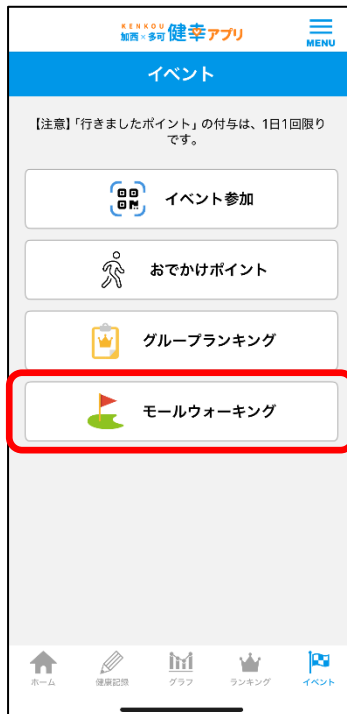 KENKOU
加西×多可 健幸アプリ
MENU
イベント
【注意】「行きましたポイント」の付与は、1日1回限り
です。
イベント参加
おでかけポイント
グループランキング
モールウォーキング
ホーム
健康記録
グラフ
ランキング
イベント